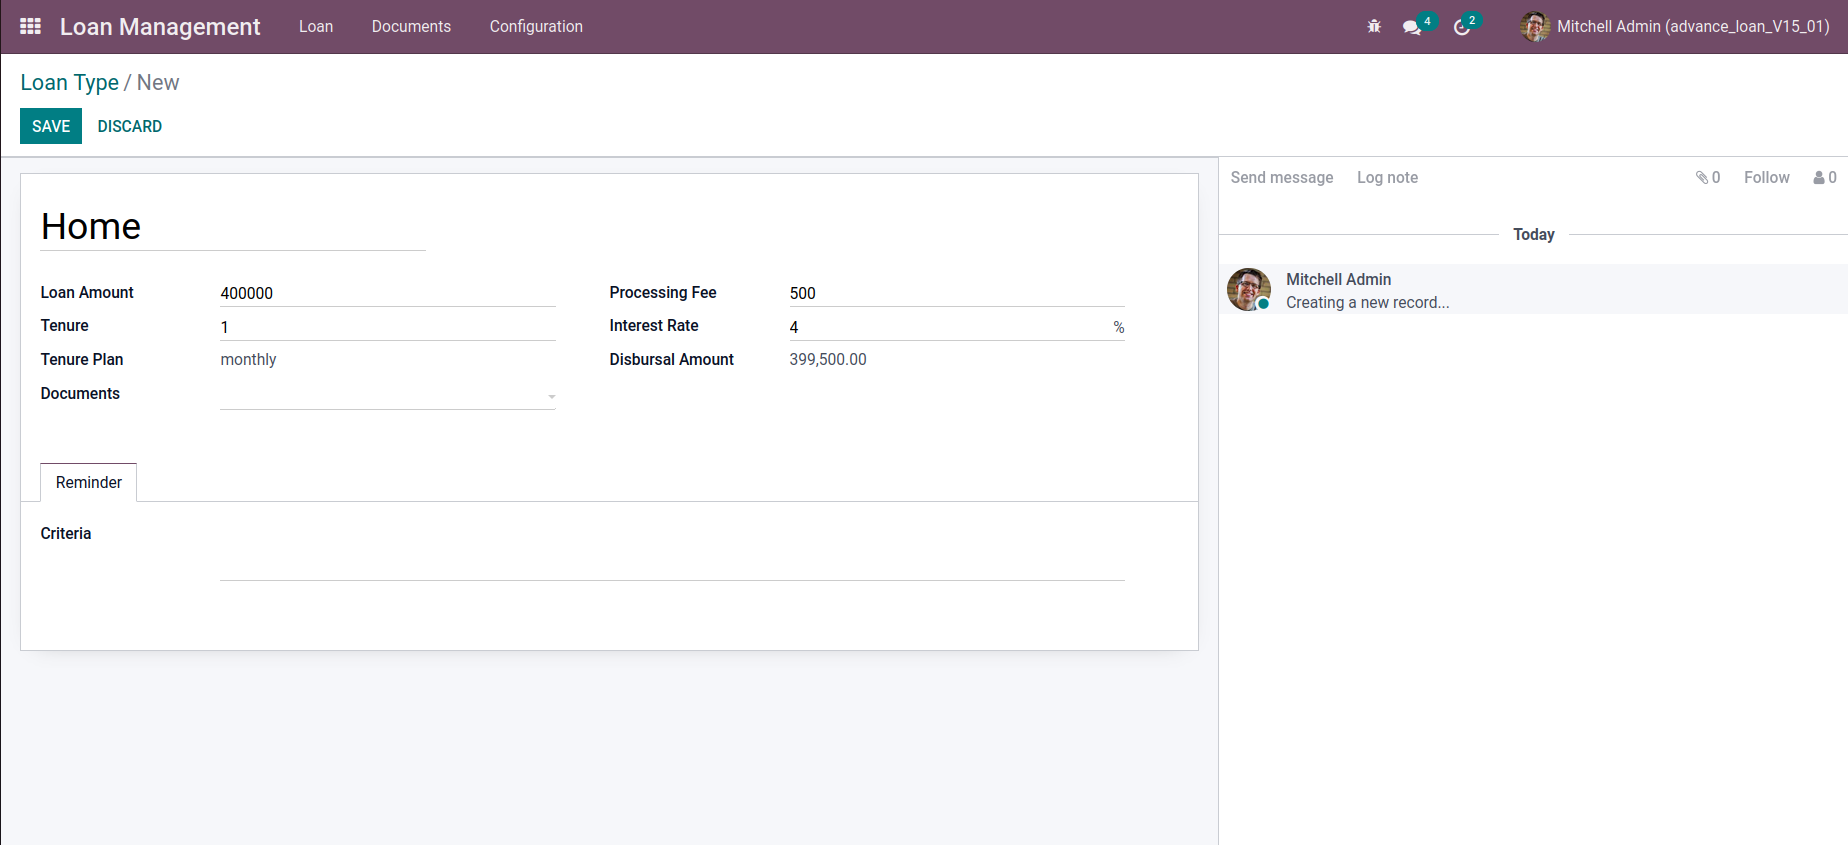 Loan Management Loan Documents Configuration 4 2 Mitchell Admin (advance_loan_V15_01)
Loan Type / New
SAVE DISCARD
Send message Log note 0 Follow 0
Home
Today
Mitchell Admin
Creating a new record...
Loan Amount 400000 Processing Fee 500
Tenure 1 Interest Rate 4 %
Tenure Plan monthly Disbursal Amount 399,500.00
Documents
Reminder
Criteria